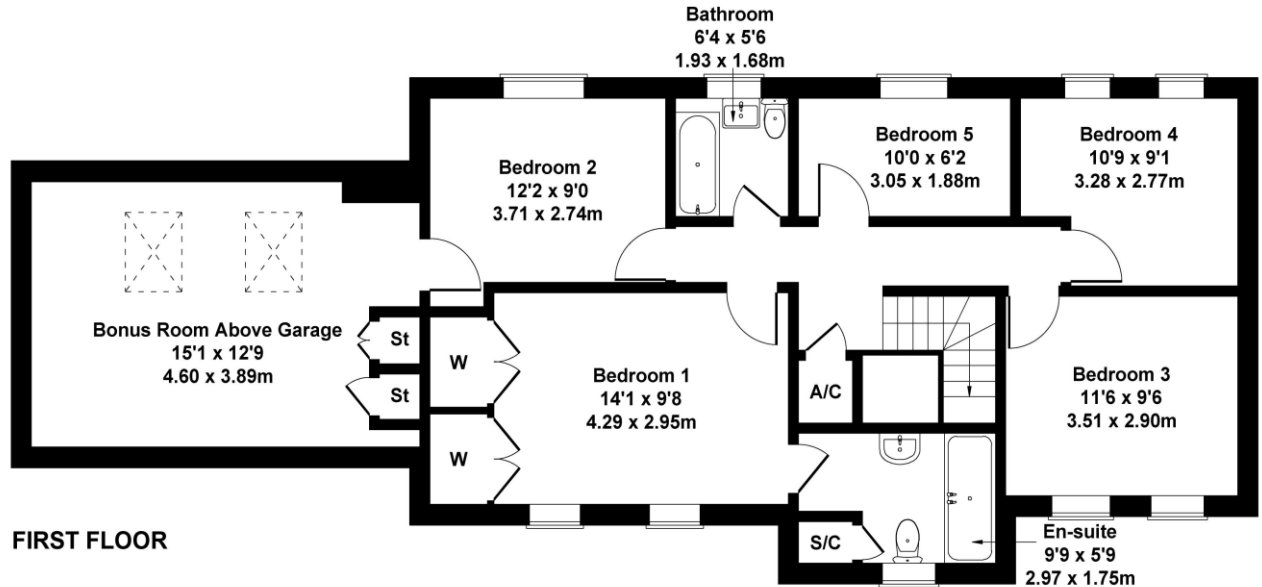 Bathroom
6'4 x 5'6
1.93 x 1.68m
Bedroom 2
12'2 x 9'0
3.71 x 2.74m
Bedroom 5
10'0 x 6'2
3.05 x 1.88m
Bedroom 4
10'9 x 9'1
3.28 x 2.77m
Bonus Room Above Garage
15'1 x 12'9
4.60 x 3.89m
St
St
W
W
Bedroom 1
14'1 x 9'8
4.29 x 2.95m
A/C
Bedroom 3
11'6 x 9'6
3.51 x 2.90m
S/C
En-suite
9'9 x 5'9
2.97 x 1.75m
FIRST FLOOR